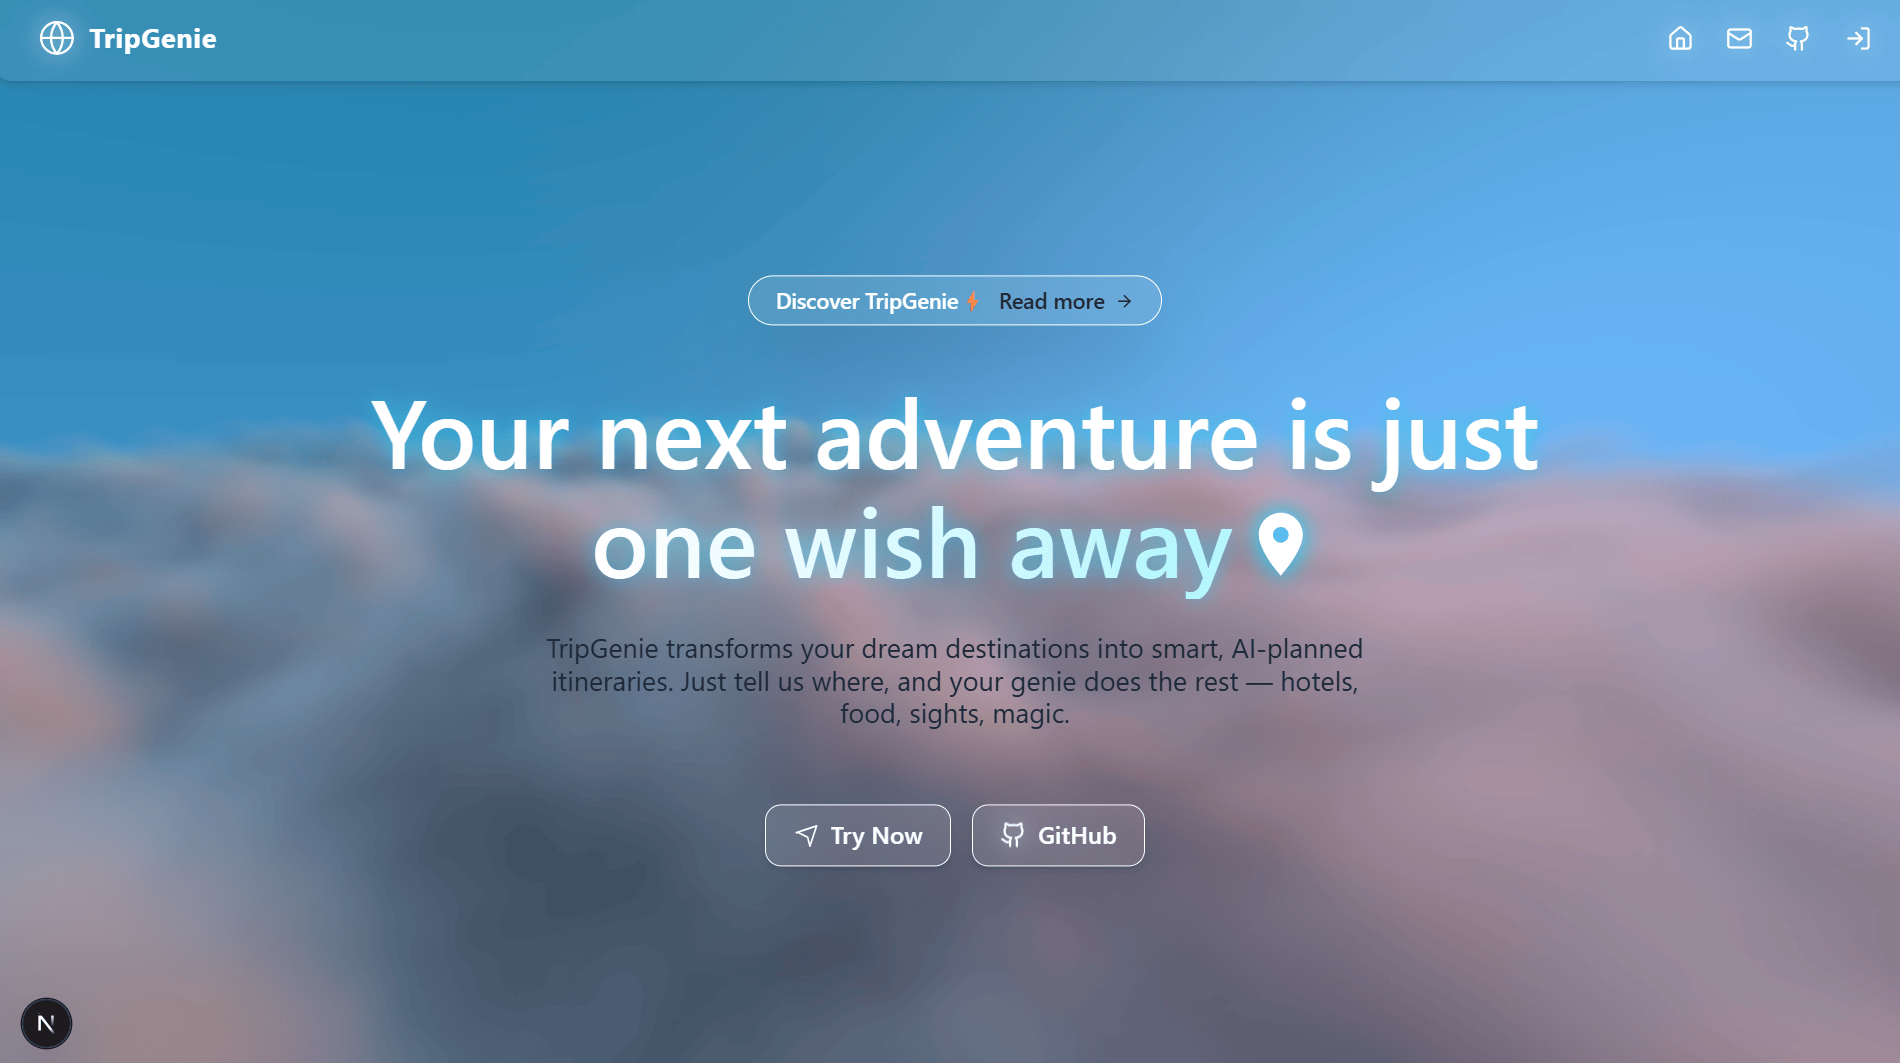 TripGenie
Discover TripGenie Read more →
Your next adventure is just
one wish away
TripGenie transforms your dream destinations into smart, AI-planned
itineraries. Just tell us where, and your genie does the rest — hotels,
food, sights, magic.
Try Now
GitHub
N